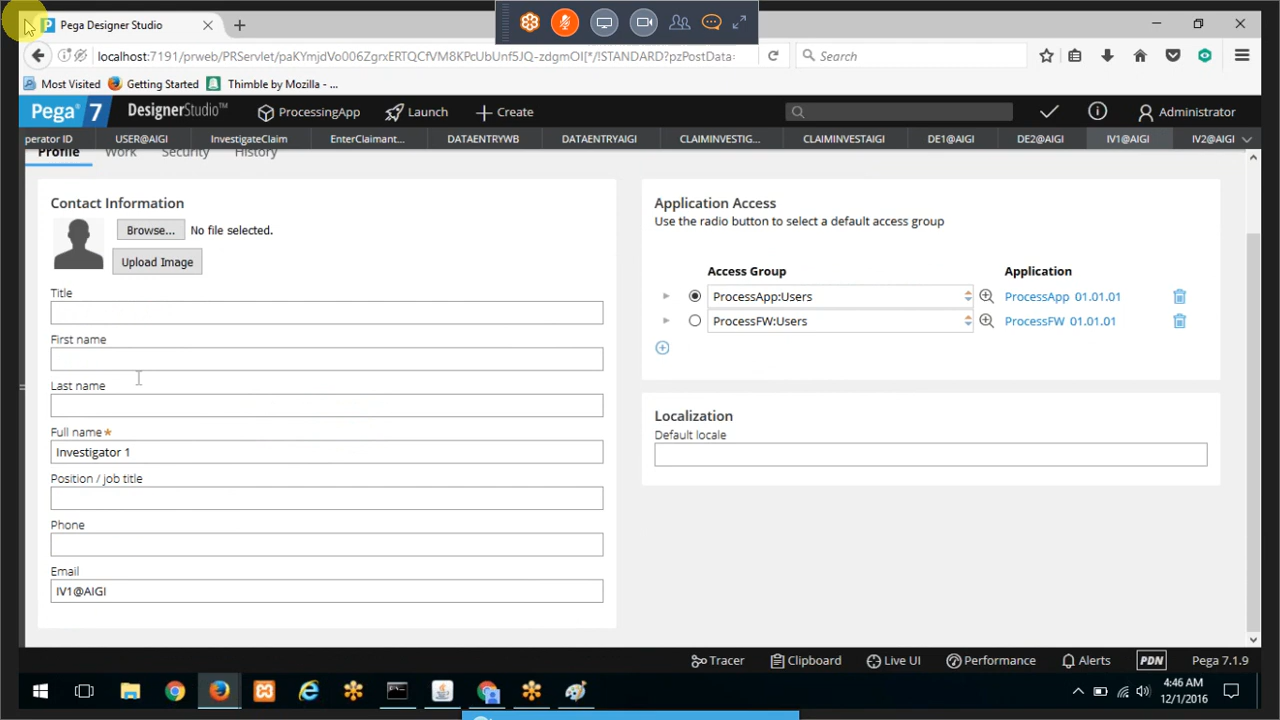 Pega Designer Studio
localhost:7191/prweb/PRServlet/paKYmjdVo006ZgrxERTQCfVM8KPcUbUnf5JQ-zdgmOI[*/!STANDARD?pzPostData=
Search
Most Visited Getting Started Thimble by Mozilla - ...
Pega 7 DesignerStudio™ ProcessingApp Launch Create Administrator
perator ID USER@AIGI InvestigateClaim EnterClaimant... DATAENTRYWB DATAENTRYAIGI CLAIMINVESTIG... CLAIMINVESTAIGI DE1@AIGI DE2@AIGI IV1@AIGI IV2@AIGI
Profile Work Security History
Contact Information
Browse... No file selected.
Upload Image
Title
First name
Last name
Full name *
Investigator 1
Position / job title
Phone
Email
IV1@AIGI
Application Access
Use the radio button to select a default access group
Access Group Application
ProcessApp:Users ProcessApp 01.01.01
ProcessFW:Users ProcessFW 01.01.01
Localization
Default locale
Tracer Clipboard Live UI Performance Alerts PDN Pega 7.1.9
4:46 AM
12/1/2016